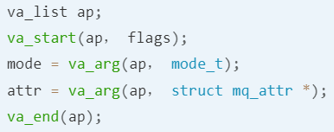 va_list ap;
va_start(ap, flags);
mode = va_arg(ap, mode_t);
attr = va_arg(ap, struct mq_attr *);
va_end(ap);